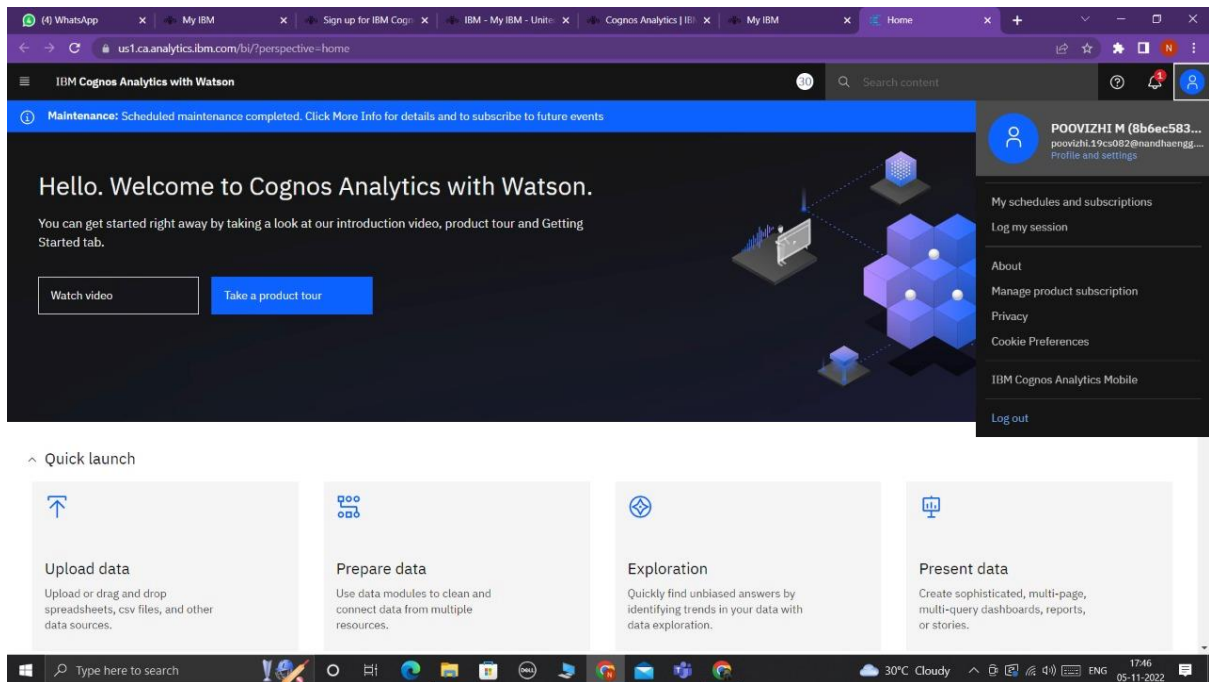 (4) WhatsApp
My IBM
Sign up for IBM Cogn
IBM - My IBM - Unite
Cognos Analytics | IB
My IBM
Home
us1.ca.analytics.ibm.com/bi/?perspective=home
N
IBM Cognos Analytics with Watson
30
Search content
1
Maintenance: Scheduled maintenance completed. Click More Info for details and to subscribe to future events
POOVIZHI M (8b6ec583...
poovizhi.19cs082@nandhaengg....
Profile and settings
My schedules and subscriptions
Log my session
About
Manage product subscription
Privacy
Cookie Preferences
IBM Cognos Analytics Mobile
Log out
Hello. Welcome to Cognos Analytics with Watson.
You can get started right away by taking a look at our introduction video, product tour and Getting
Started tab.
Watch video
Take a product tour
Quick launch
Upload data
Upload or drag and drop
spreadsheets, csv files, and other
data sources.
Prepare data
Use data modules to clean and
connect data from multiple
resources.
Exploration
Quickly find unbiased answers by
identifying trends in your data with
data exploration.
Present data
Create sophisticated, multi-page,
multi-query dashboards, reports,
or stories.
Type here to search
DELL
30°C Cloudy
ENG
17:46
05-11-2022